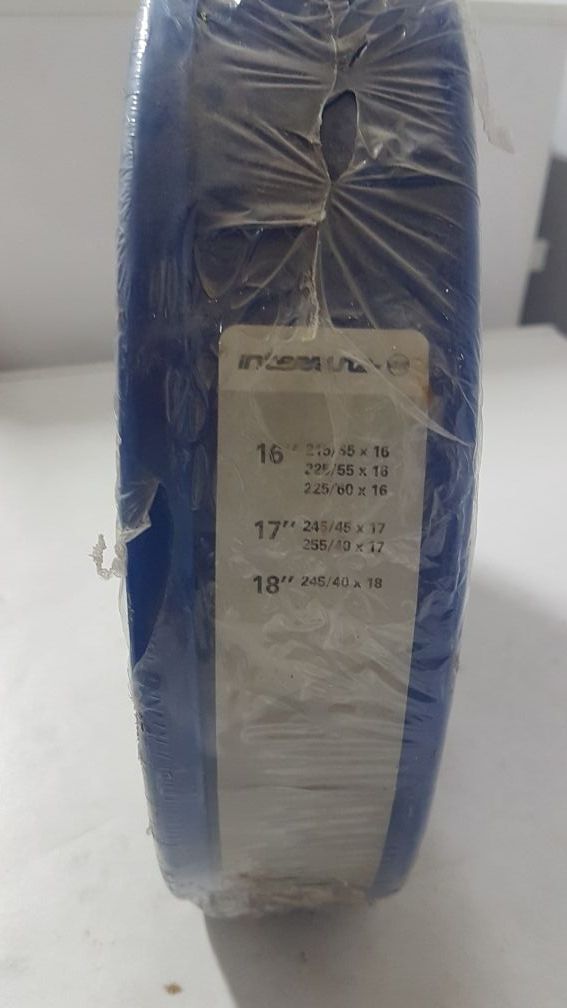 16" 215/55 x 16
225/55 x 16
225/60 x 16
17" 245/45 x 17
255/40 x 17
18" 245/40 x 18